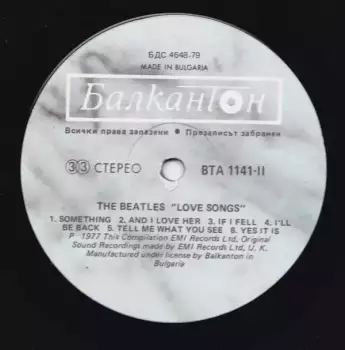 БДС 4648-79
MADE IN BULGARIA
Балкантон
Всички права запазени • Презаписът забранен
33 СТЕРЕО BTA 1141-II
THE BEATLES "LOVE SONGS"
1. SOMETHING 2. AND I LOVE HER 3. IF I FELL 4. I'LL
BE BACK 5. TELL ME WHAT YOU SEE 6. YES IT IS
P 1977 This Compilation EMI Records Ltd. Original
Sound Recordings made by EMI Records Ltd, U. K.
Manufactured under license by Balkanton in
Bulgaria